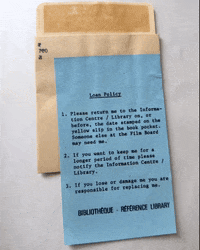 Loan Policy
1. Please return me to the Informa-
tion Centre / Library on, or
before, the date stamped on the
yellow slip in the book pocket.
Someone else at the Film Board
may need me.
2. If you want to keep me for a
longer period of time please
notify the Information Centre /
Library.
3. If you lose or damage me you are
responsible for replacing me.
BIBLIOTHÈQUE - RÉFÉRENCE LIBRARY